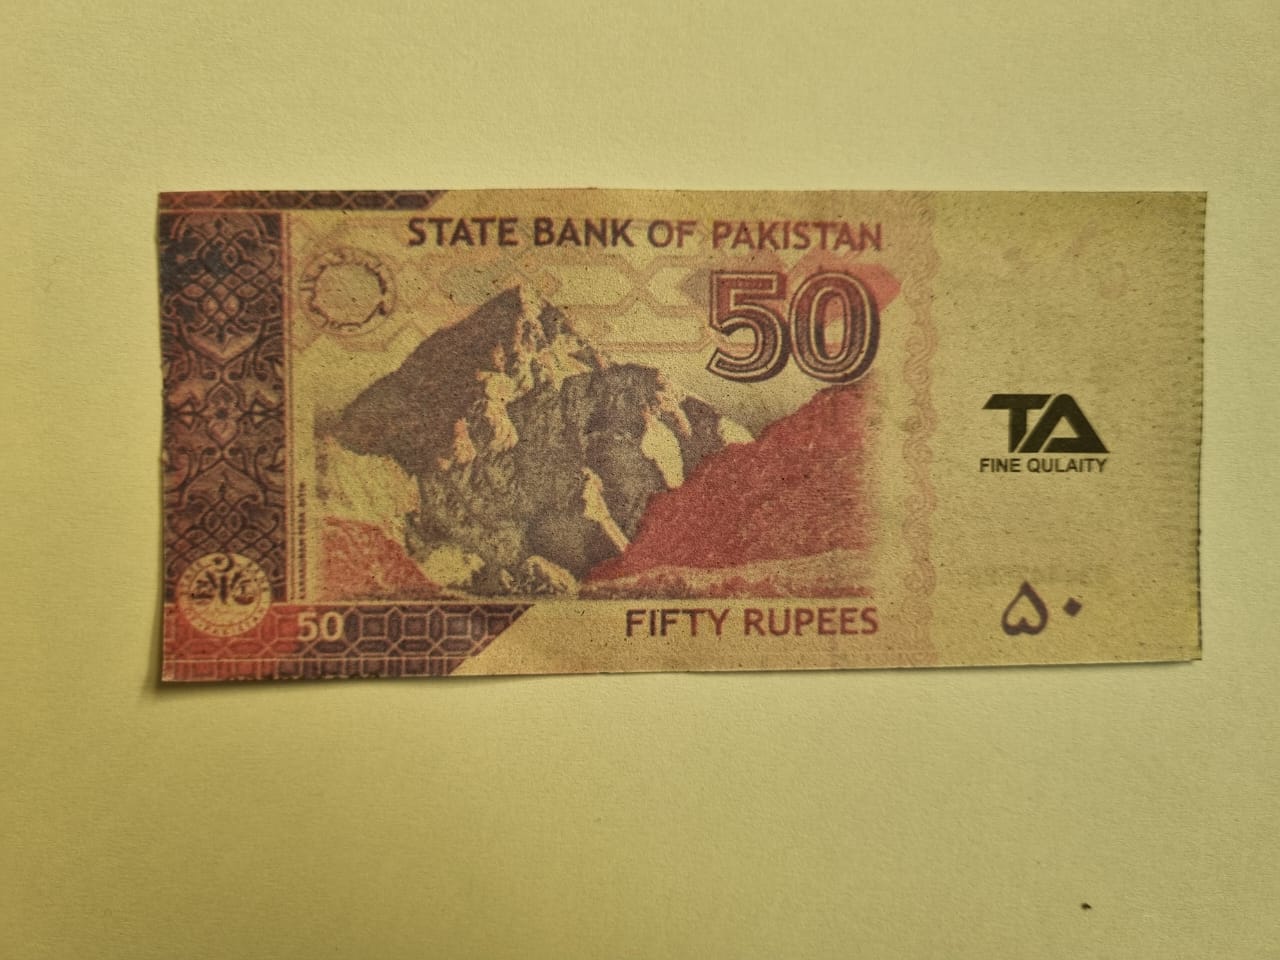 STATE BANK OF PAKISTAN
50
TA
FINE QULAITY
50
FIFTY RUPEES
۵۰